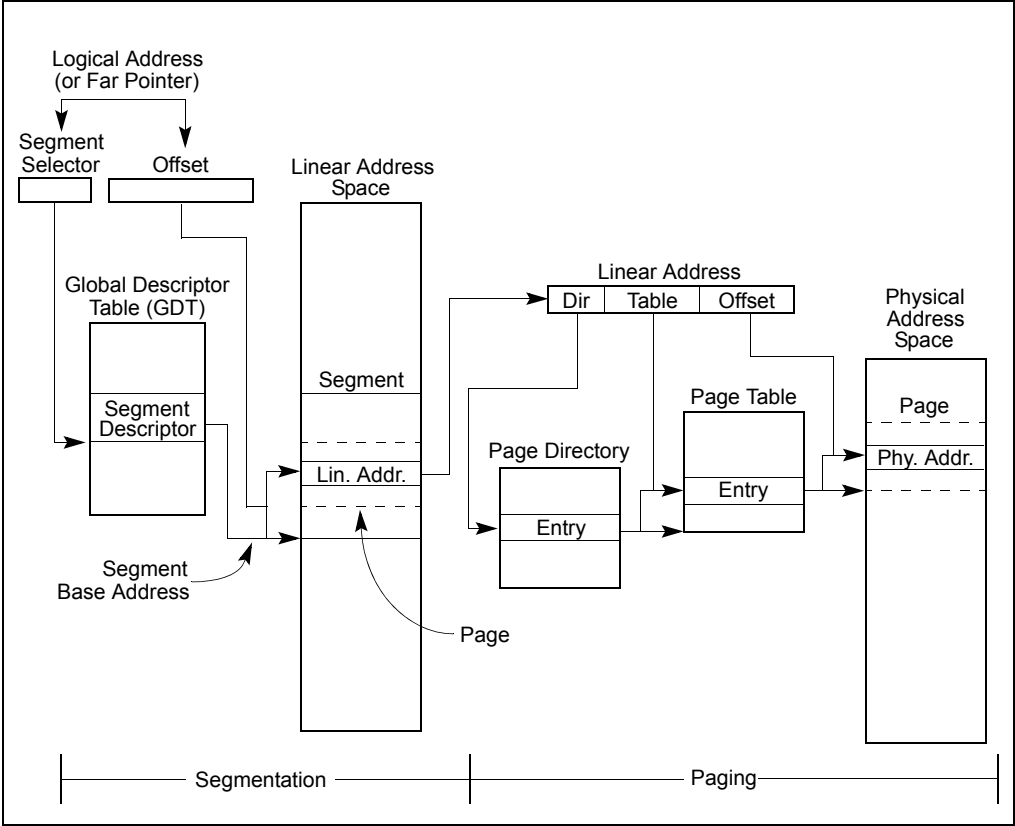 Logical Address
(or Far Pointer)
Segment
Selector
Offset
Linear Address
Space
Global Descriptor
Table (GDT)
Segment
Descriptor
Segment
Lin. Addr.
Segment
Base Address
Page
Linear Address
Dir
Table
Offset
Page Directory
Entry
Page Table
Entry
Physical
Address
Space
Page
Phy. Addr.
Segmentation
Paging